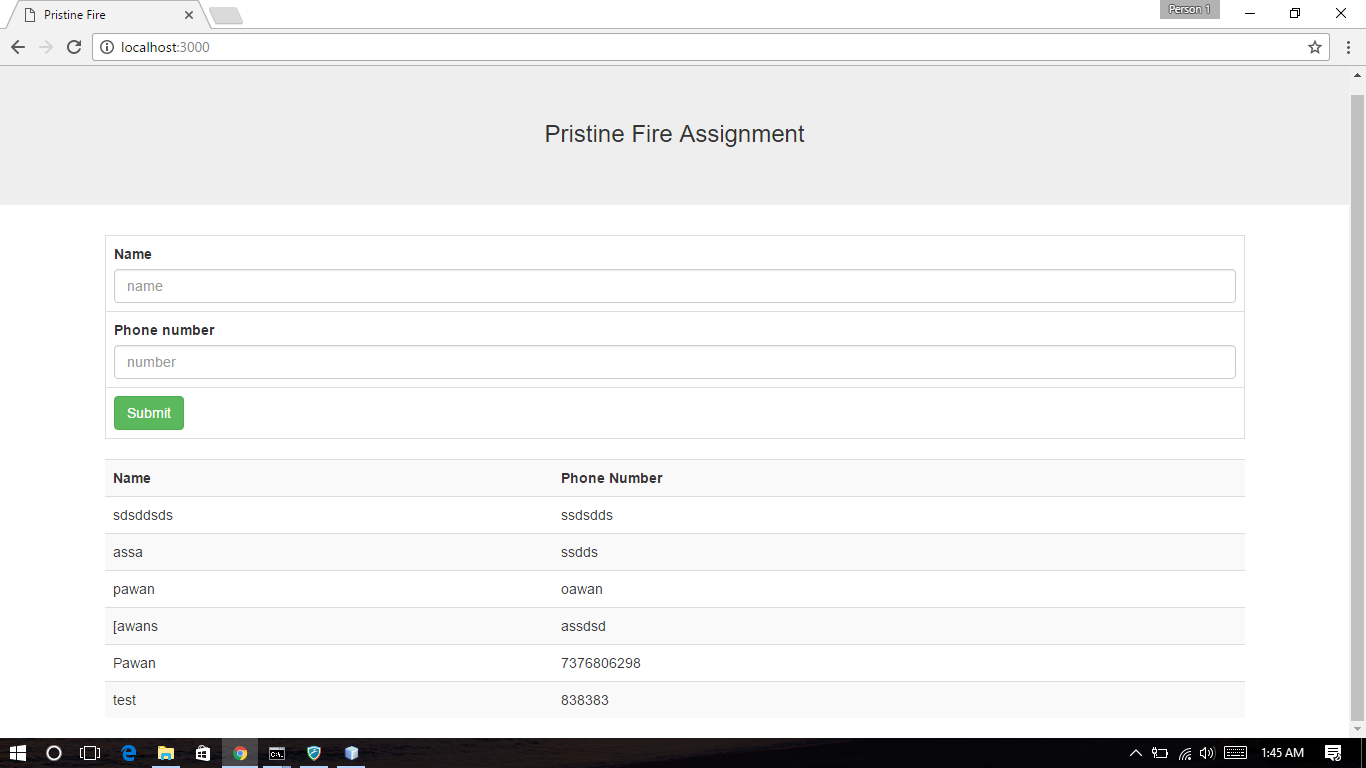 Pristine Fire
Person 1
localhost:3000
Pristine Fire Assignment
Name
name
Phone number
number
Submit
Name Phone Number
sdsddsds ssdsdds
assa ssdds
pawan oawan
[awans assdsd
Pawan 7376806298
test 838383
1:45 AM